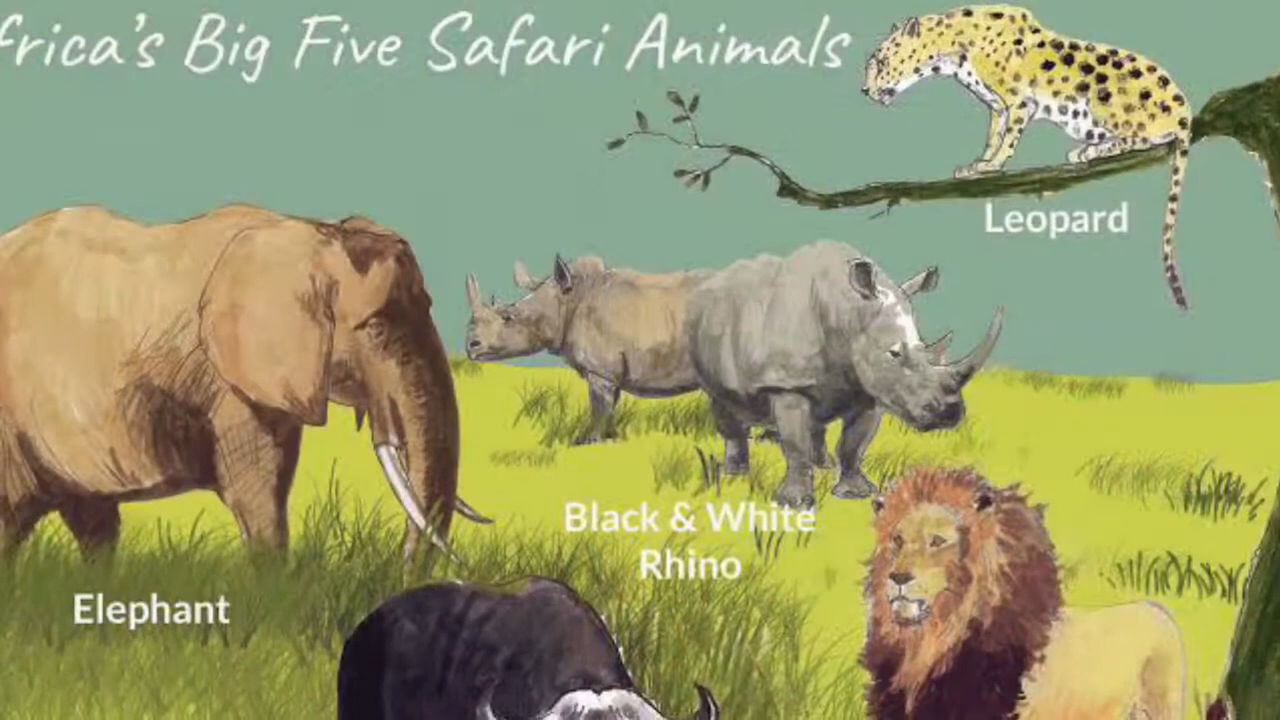 frica's Big Five Safari Animals
Leopard
Black & White
Rhino
Elephant